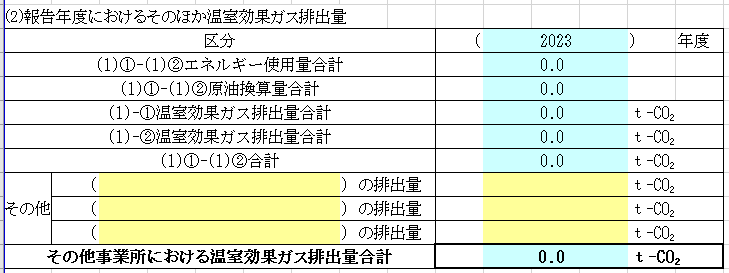 (2)報告年度におけるそのほか温室効果ガス排出量
区分 ( 2023 ) 年度
(1)①-(1)②エネルギー使用量合計 0.0
(1)①-(1)②原油換算量合計 0.0
(1)-①温室効果ガス排出量合計 0.0 t-CO₂
(1)-②温室効果ガス排出量合計 0.0 t-CO₂
(1)①-(1)②合計 0.0 t-CO₂
( ) の排出量 t-CO₂
その他 ( ) の排出量 t-CO₂
( ) の排出量 t-CO₂
その他事業所における温室効果ガス排出量合計 0.0 t-CO₂